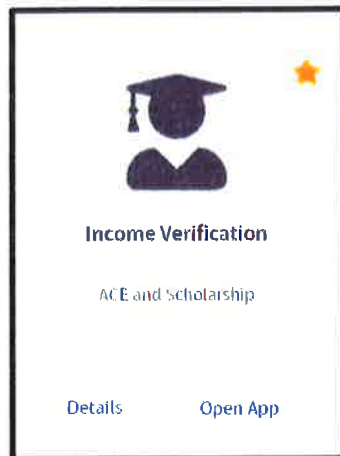 Income Verification
ACE and Scholarship
Details Open App